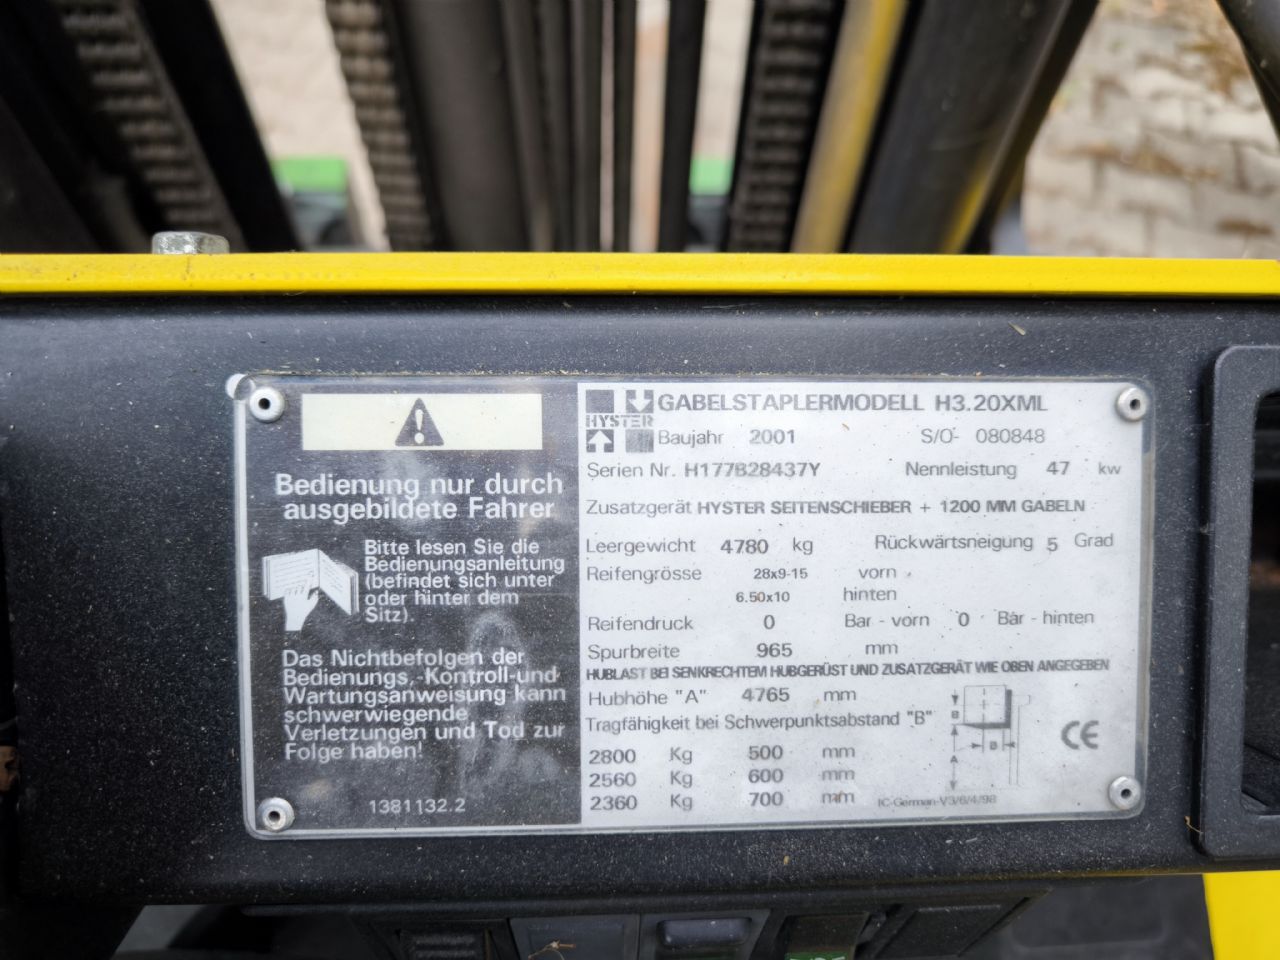 Bedienung nur durch
ausgebildete Fahrer
Bitte lesen Sie die
Bedienungsanleitung
(befindet sich unter
oder hinter dem
Sitz).
Das Nichtbefolgen der
Bedienungs,-Kontroll-und
Wartungsanweisung kann
schwerwiegende
Verletzungen und Tod zur
Folge haben!
1381132.2
HYSTER
GABELSTAPLERMODELL H3.20XML
Baujahr 2001 S/O- 080848
Serien Nr. H177B28437Y Nennleistung 47 kw
Zusatzgerät HYSTER SEITENSCHIEBER + 1200 MM GABELN
Leergewicht 4780 kg Rückwärtsneigung 5 Grad
Reifengrösse 28x9-15 vorn
6.50x10 hinten
Reifendruck 0 Bar - vorn 0 Bar - hinten
Spurbreite 965 mm
HUBLAST BEI SENKRECHTEM HUBGERÜST UND ZUSATZGERÄT WIE OBEN ANGEGEBEN
Hubhöhe "A" 4765 mm
Tragfähigkeit bei Schwerpunktsabstand "B"
2800 Kg 500 mm
2560 Kg 600 mm
2360 Kg 700 mm
B
B
A
CE
IC-German-V3/6/4/98